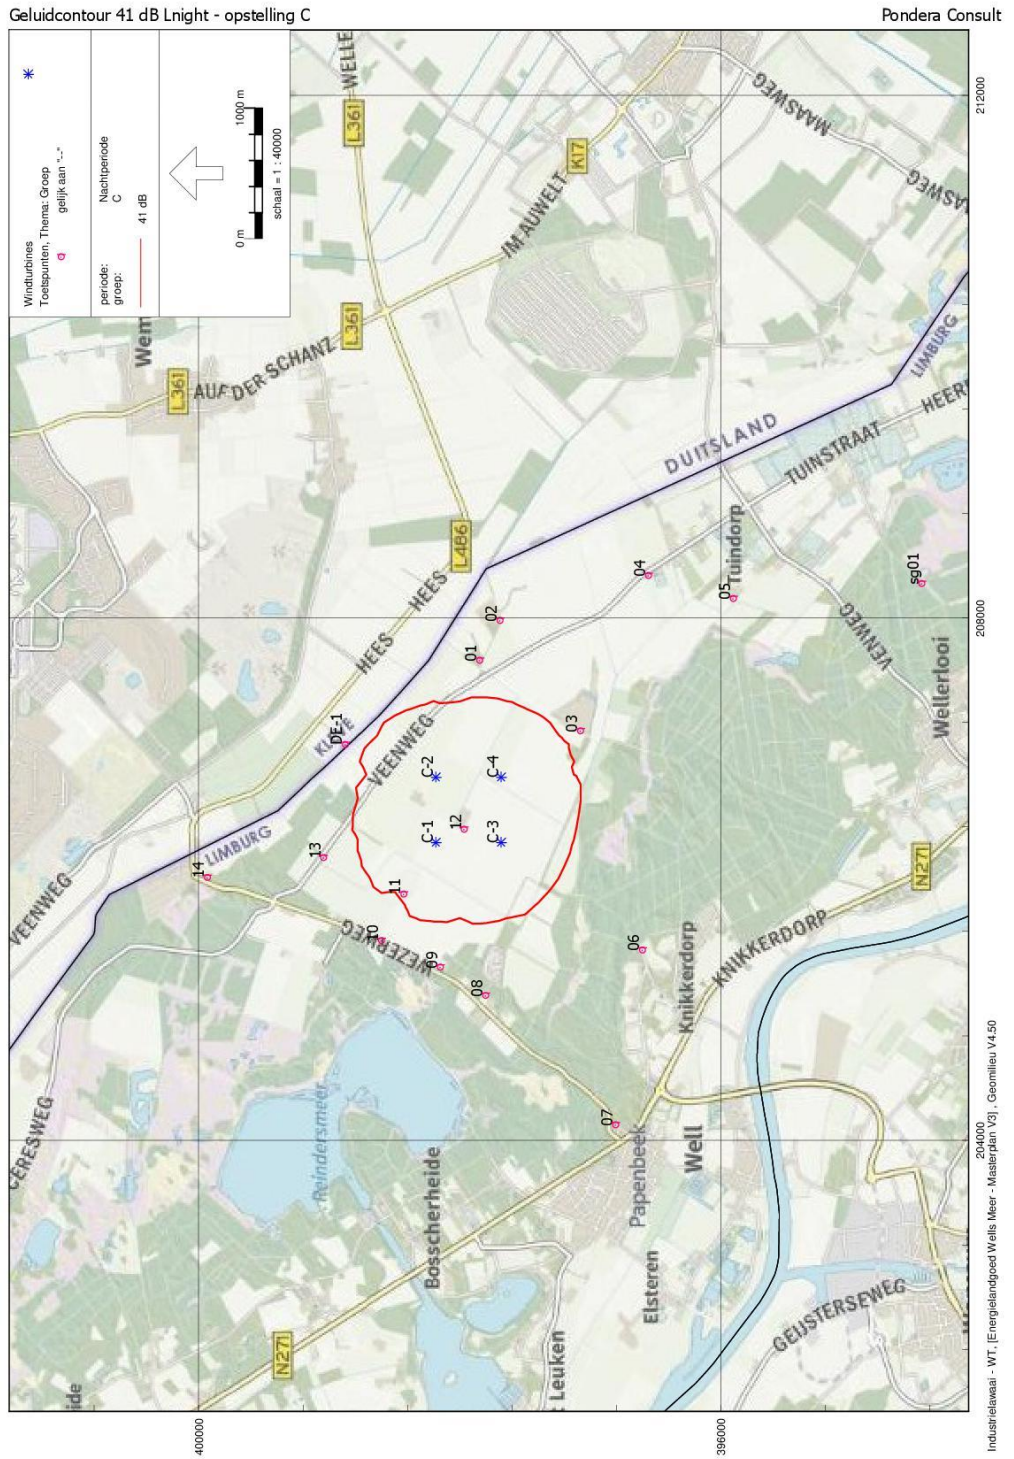 Geluidcontour 41 dB Lnight - opstelling C
Pondera Consult
Windturbines
Toetspunten, Thema: Groep
gelijk aan "..."
periode: Nachtperiode
groep: C
41 dB
0 m 1000 m
schaal = 1 : 40000
WELLE
L361
MAASWEG
K17
MAASWEG
IM AUWELT
L361
Wem
AUF DER SCHANZ
L361
LIMBURG
HEER
DUITSLAND
TUINSTRAAT
L486
Tuindorp
HEES
HEES
04
05
sg01
02
01
VENWEG
Wellerlooi
KLEVE
DE-1
VEENWEG
03
C-2
C-4
C-1
12
C-3
LIMBURG
13
14
11
VEENWEG
N271
10
WEZERWEG
09
08
06
Knikkerdorp
KNIKKERDORP
CERESWEG
Reindersmeer
07
Papenbeek
Well
Bosscherheide
Elsteren
GEIJSTERSEWEG
N271
Leuken
ide
212000
208000
204000
400000
396000
Industrielawaai - WT, [Energielandgoed Wells Meer - Masterplan V3] , Geomilieu V4.50